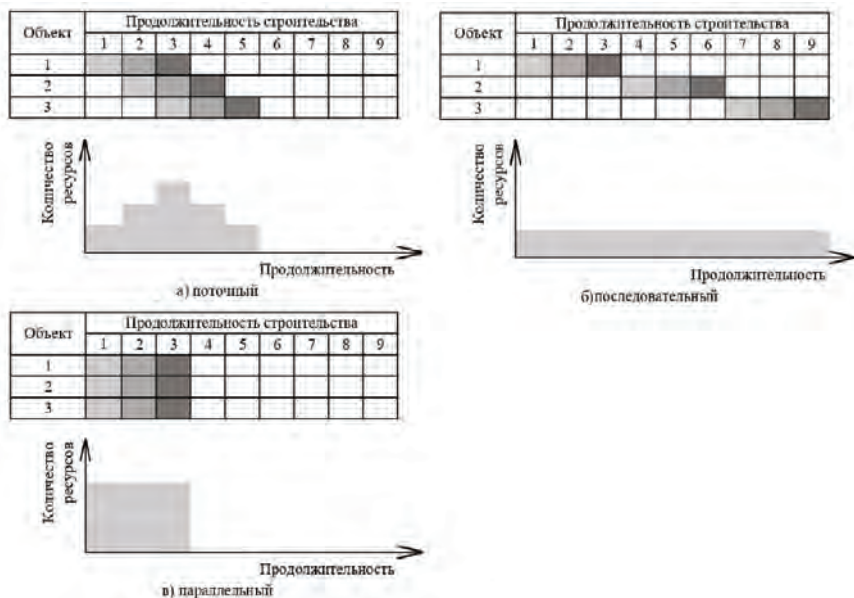 Объект
Продолжительность строительства
1 2 3 4 5 6 7 8 9
1
2
3
Количество
ресурсов
Продолжительность
а) поточный
Объект
Продолжительность строительства
1 2 3 4 5 6 7 8 9
1
2
3
Количество
ресурсов
Продолжительность
б)последовательный
Объект
Продолжительность строительства
1 2 3 4 5 6 7 8 9
1
2
3
Количество
ресурсов
Продолжительность
в) параллельный